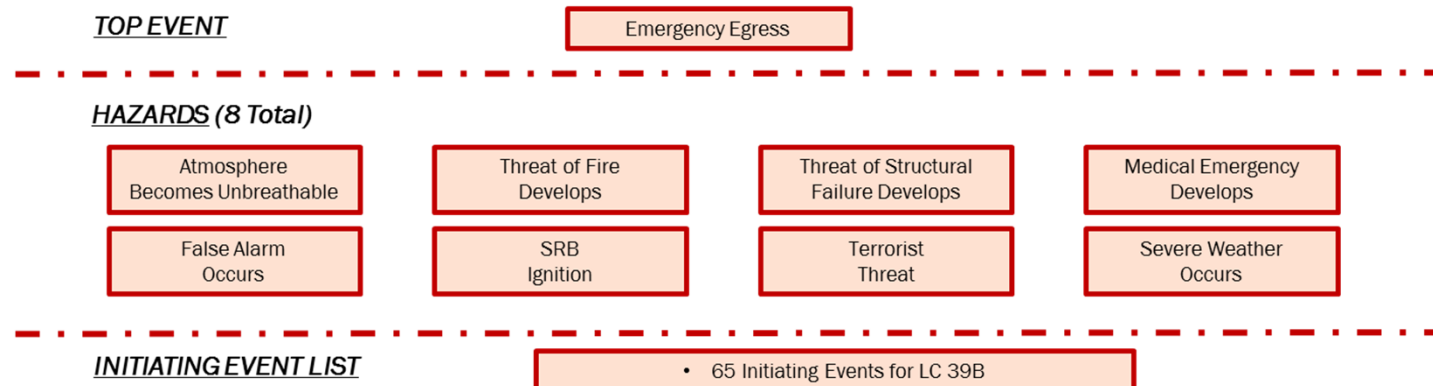 TOP EVENT
Emergency Egress
HAZARDS (8 Total)
Atmosphere
Becomes Unbreathable
Threat of Fire
Develops
Threat of Structural
Failure Develops
Medical Emergency
Develops
False Alarm
Occurs
SRB
Ignition
Terrorist
Threat
Severe Weather
Occurs
INITIATING EVENT LIST
• 65 Initiating Events for LC 39B